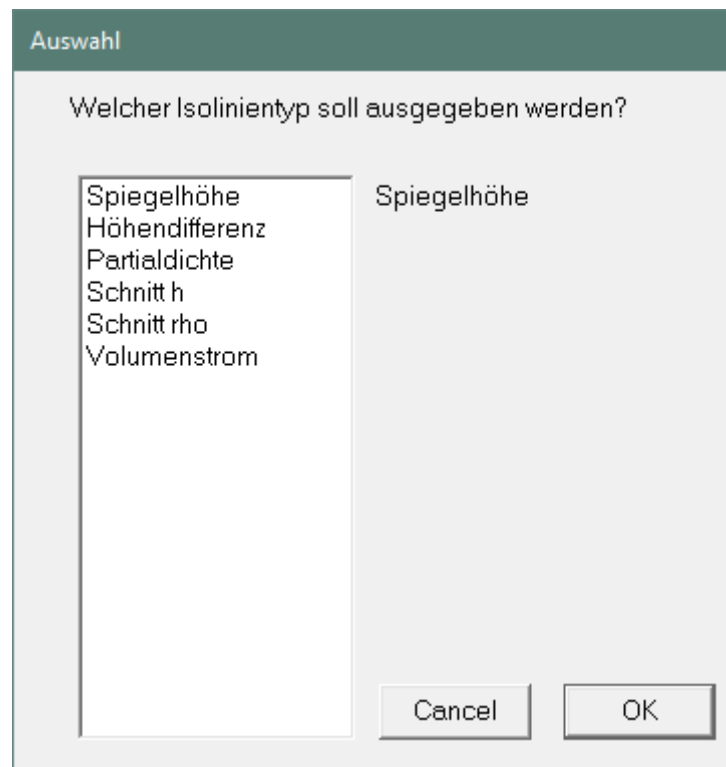 Auswahl
Welcher Isolinientyp soll ausgegeben werden?
Spiegelhöhe
Höhendifferenz
Partialdichte
Schnitt h
Schnitt rho
Volumenstrom
Spiegelhöhe
Cancel
OK